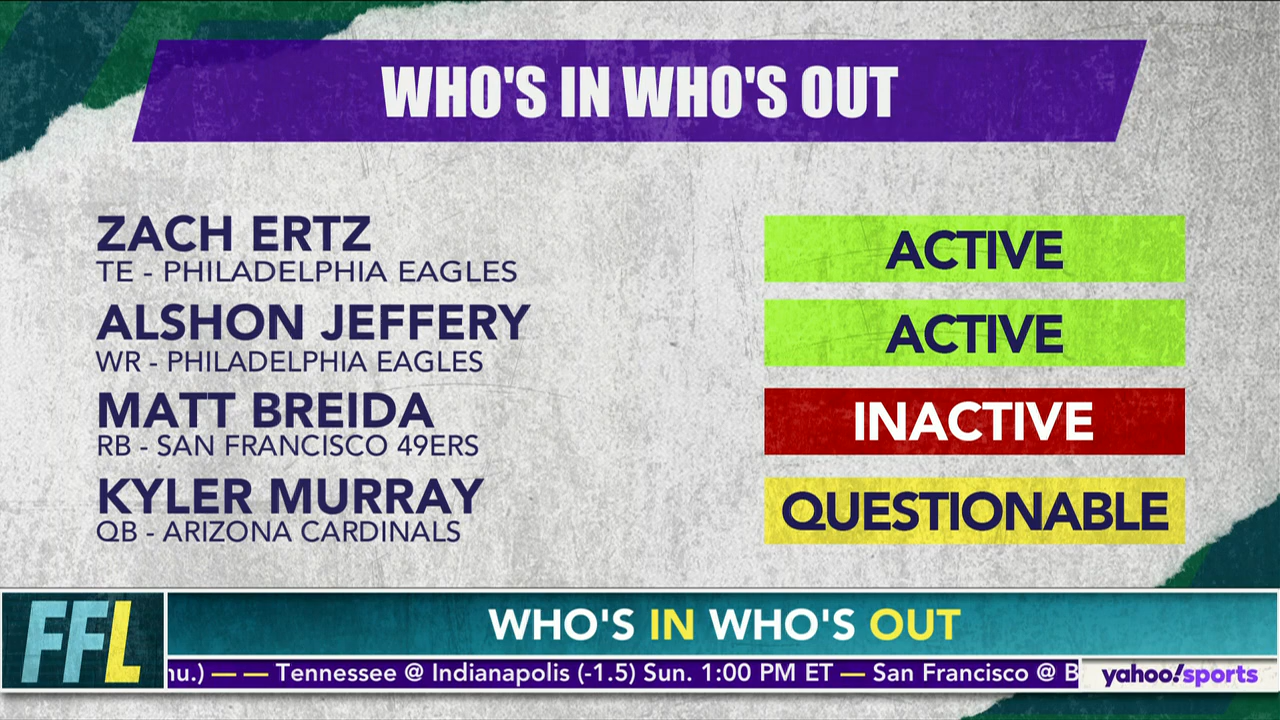 WHO'S IN WHO'S OUT
ZACH ERTZ
TE - PHILADELPHIA EAGLES
ACTIVE
ALSHON JEFFERY
WR - PHILADELPHIA EAGLES
ACTIVE
MATT BREIDA
RB - SAN FRANCISCO 49ERS
INACTIVE
KYLER MURRAY
QB - ARIZONA CARDINALS
QUESTIONABLE
FFL
WHO'S IN WHO'S OUT
hu.) — — Tennessee @ Indianapolis (-1.5) Sun. 1:00 PM ET — San Francisco @ B
yahoo!sports